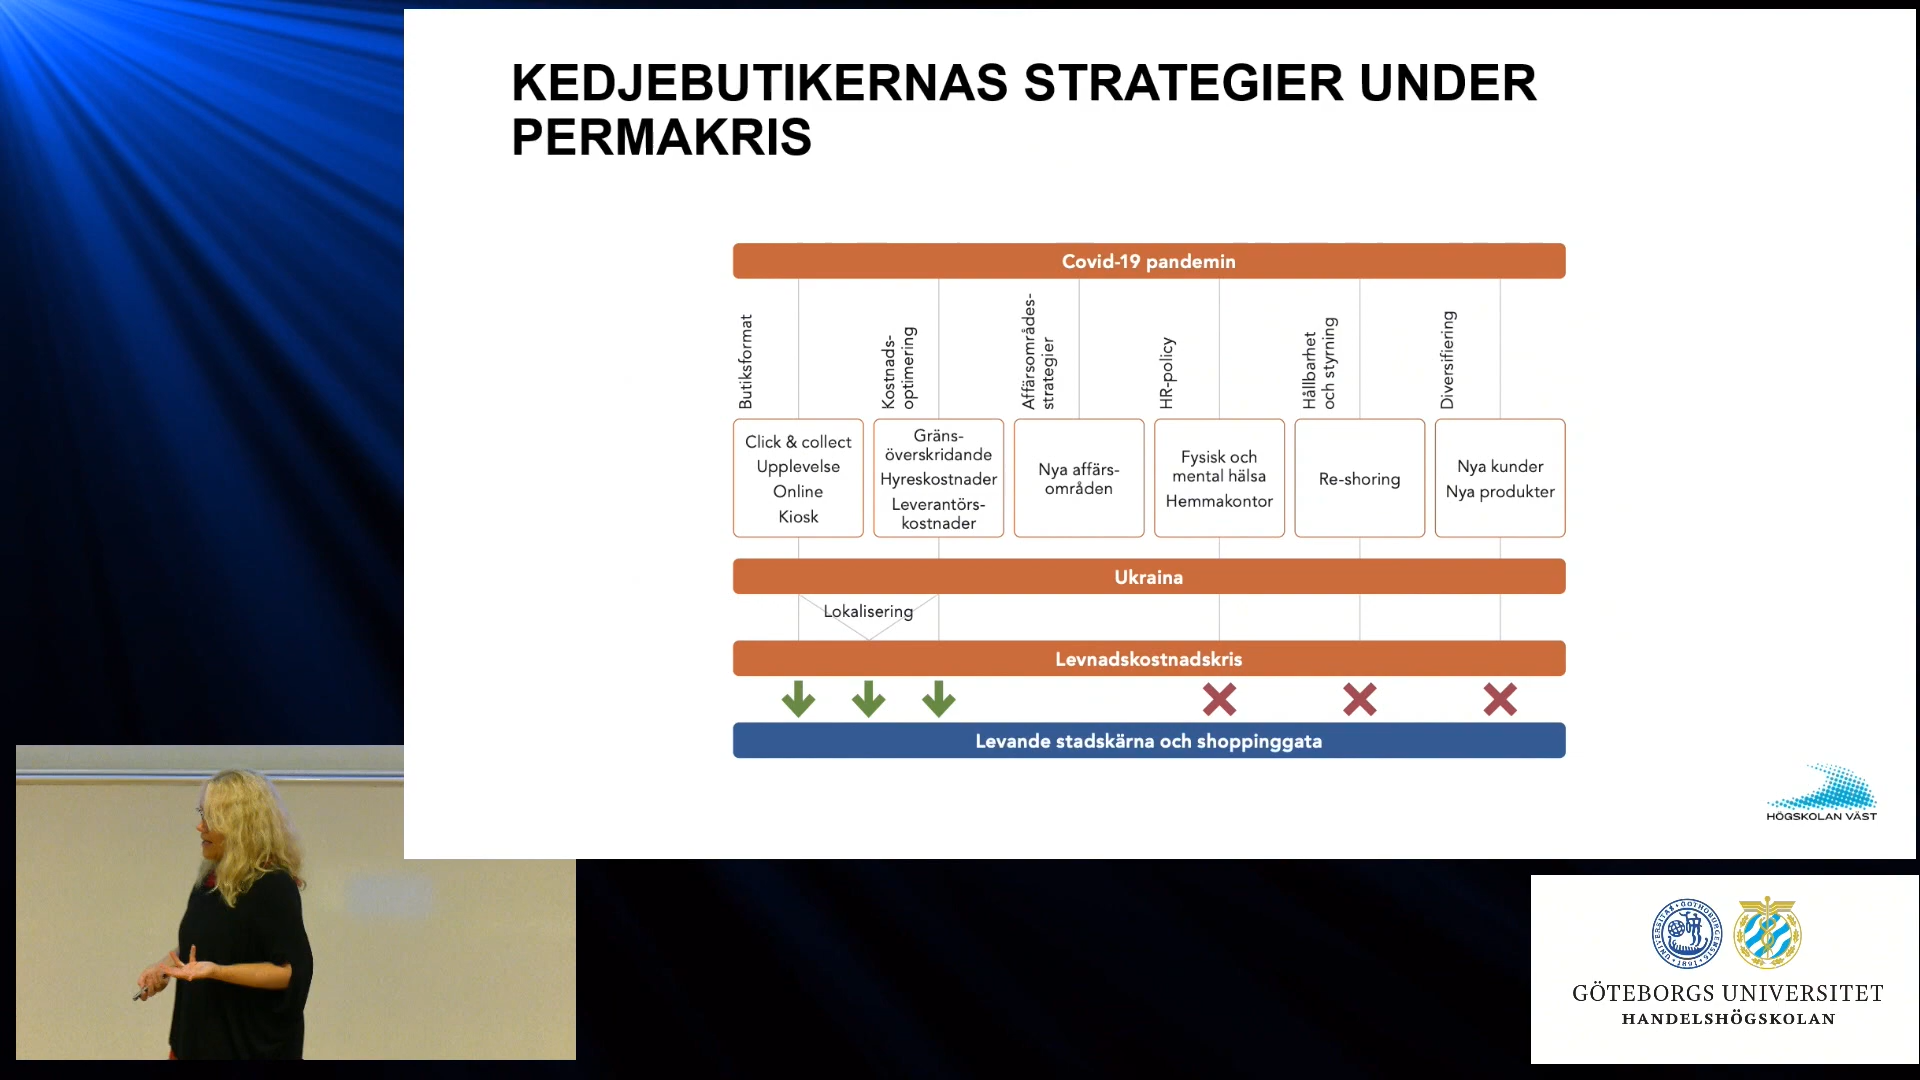 KEDJEBUTIKERNAS STRATEGIER UNDER
PERMAKRIS
Covid-19 pandemin
Butiksformat
Kostnads-
optimering
Affärsområdes-
strategier
HR-policy
Hållbarhet
och styrning
Diversifiering
Click & collect
Upplevelse
Online
Kiosk
Gräns-
överskridande
Hyreskostnader
Leverantörs-
kostnader
Nya affärs-
områden
Fysisk och
mental hälsa
Hemmakontor
Re-shoring
Nya kunder
Nya produkter
Ukraina
Lokalisering
Levnadskostnadskris
Levande stadskärna och shoppinggata
HÖGSKOLAN VÄST
GÖTEBORGS UNIVERSITET
HANDELSHÖGSKOLAN